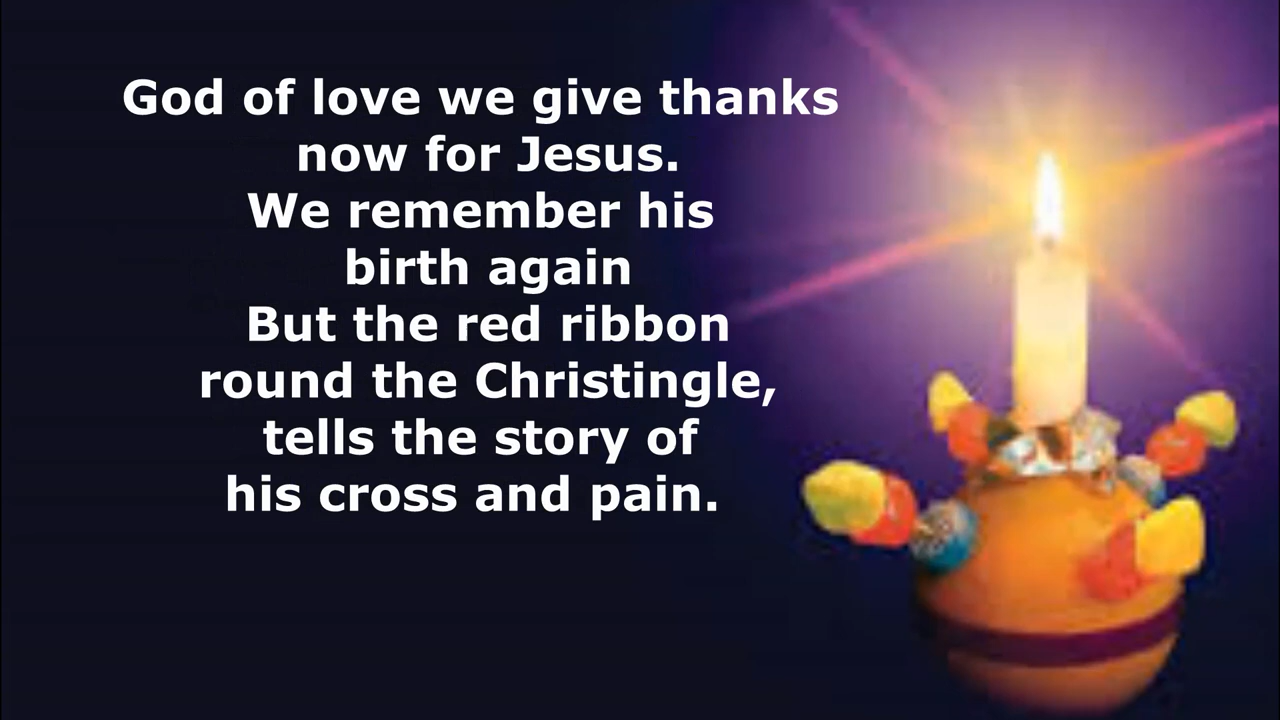 God of love we give thanks
now for Jesus.
We remember his
birth again
But the red ribbon
round the Christingle,
tells the story of
his cross and pain.